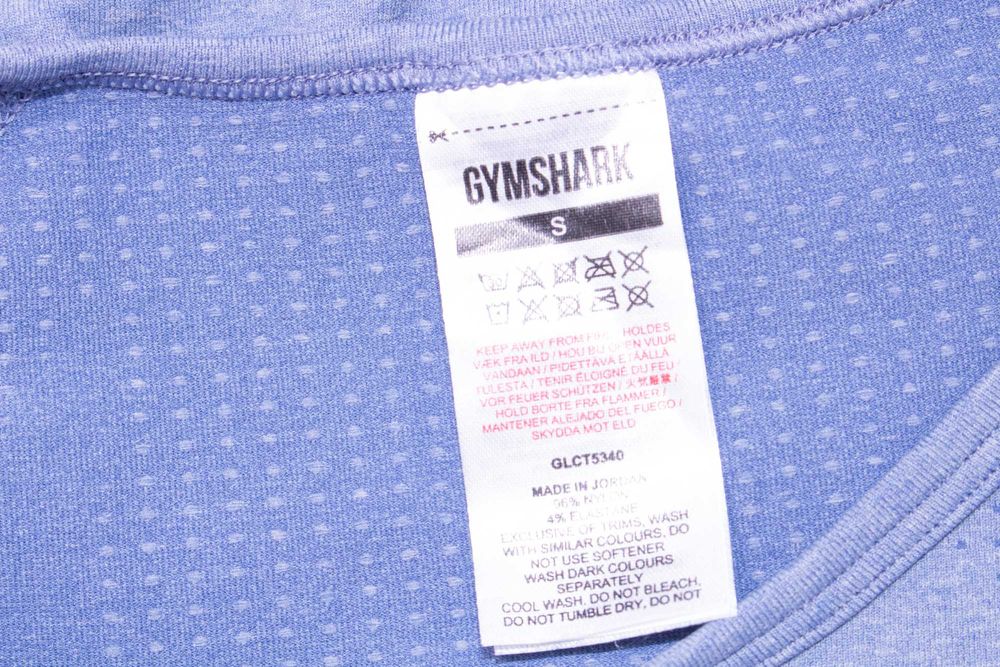 GYMSHARK
S
KEEP AWAY FROM FIRE HOLDES
VÆK FRA ILD / HOU BIJ OPEN VUUR
VANDAAN / PIDETTÄVÄ ETÄÄLLÄ
TULESTA / TENIR ÉLOIGNÉ DU FEU /
VOR FEUER SCHÜTZEN / 火気厳禁 /
HOLD BORTE FRA FLAMMER /
MANTENER ALEJADO DEL FUEGO /
SKYDDA MOT ELD
GLCT5340
MADE IN JORDAN
96% NYLON
4% ELASTANE
EXCLUSIVE OF TRIMS, WASH
WITH SIMILAR COLOURS, DO
NOT USE SOFTENER
WASH DARK COLOURS
SEPARATELY
COOL WASH, DO NOT BLEACH,
DO NOT TUMBLE DRY, DO NOT